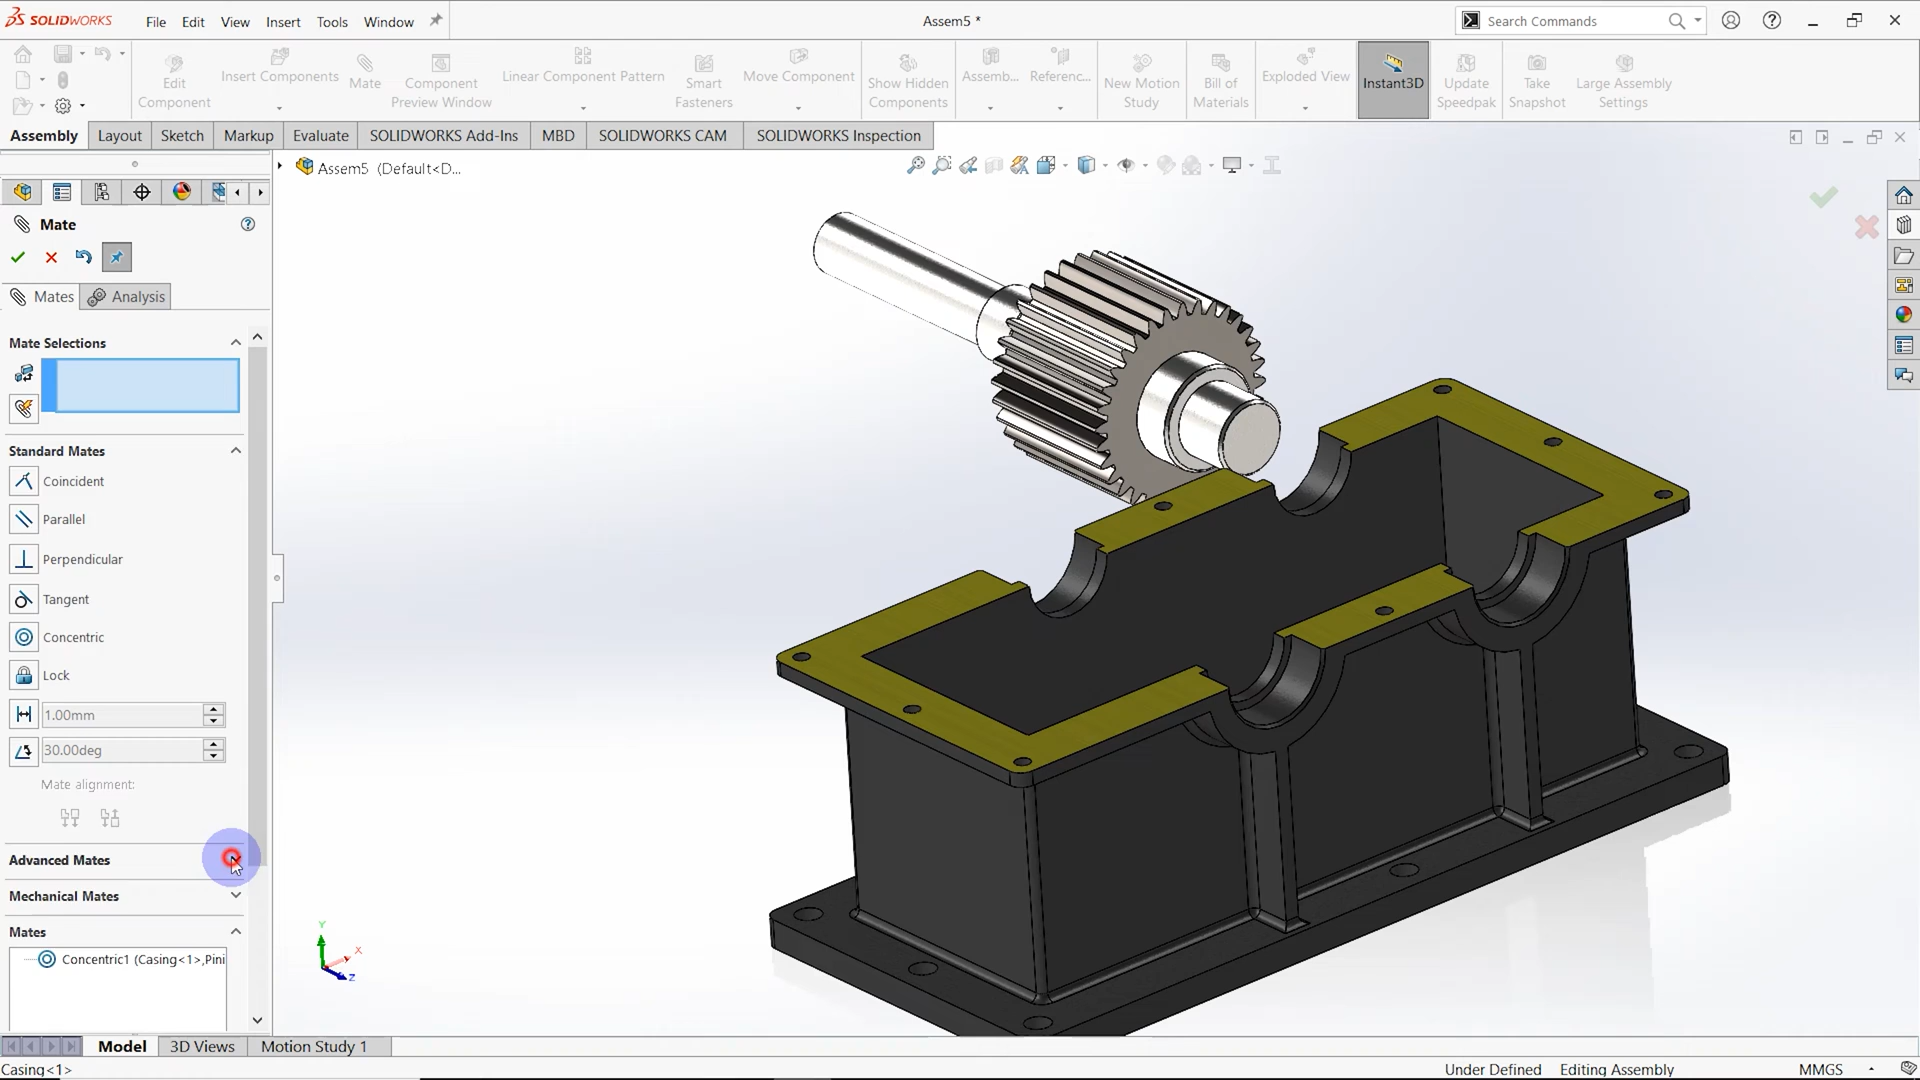 SOLIDWORKS File Edit View Insert Tools Window Assem5 * Search Commands
Edit Component
Insert Components
Mate
Component Preview Window
Linear Component Pattern
Smart Fasteners
Move Component
Show Hidden Components
Assemb...
Referenc...
New Motion Study
Bill of Materials
Exploded View
Instant3D
Update Speedpak
Take Snapshot
Large Assembly Settings
Assembly Layout Sketch Markup Evaluate SOLIDWORKS Add-Ins MBD SOLIDWORKS CAM SOLIDWORKS Inspection
Assem5 (Default<D...
Mate
Mates Analysis
Mate Selections
Standard Mates
Coincident
Parallel
Perpendicular
Tangent
Concentric
Lock
1.00mm
30.00deg
Mate alignment:
Advanced Mates
Mechanical Mates
Mates
Concentric1 (Casing<1>,Pini
Y
X
Z
Model 3D Views Motion Study 1
Casing<1> Under Defined Editing Assembly MMGS